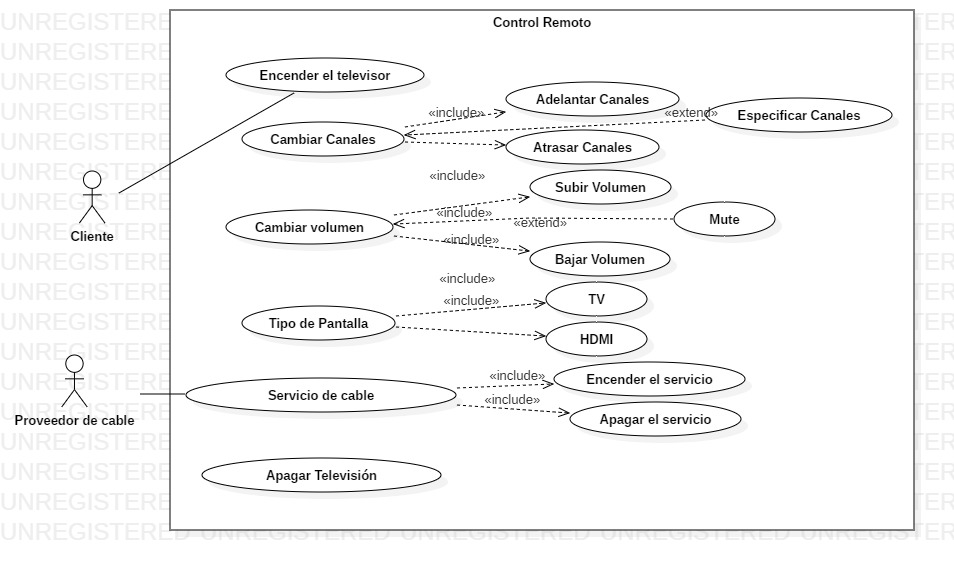 Control Remoto
Encender el televisor
Adelantar Canales
«include»
«extend»
Especificar Canales
Cambiar Canales
Atrasar Canales
«include»
Subir Volumen
Cliente
«include»
Mute
Cambiar volumen
«extend»
«include»
Bajar Volumen
«include»
TV
«include»
Tipo de Pantalla
HDMI
«include»
Encender el servicio
Servicio de cable
«include»
Proveedor de cable
Apagar el servicio
Apagar Televisión
UNREGISTERED UNREGISTERED UNREGISTERED UNREGISTERED UNREGISTERED